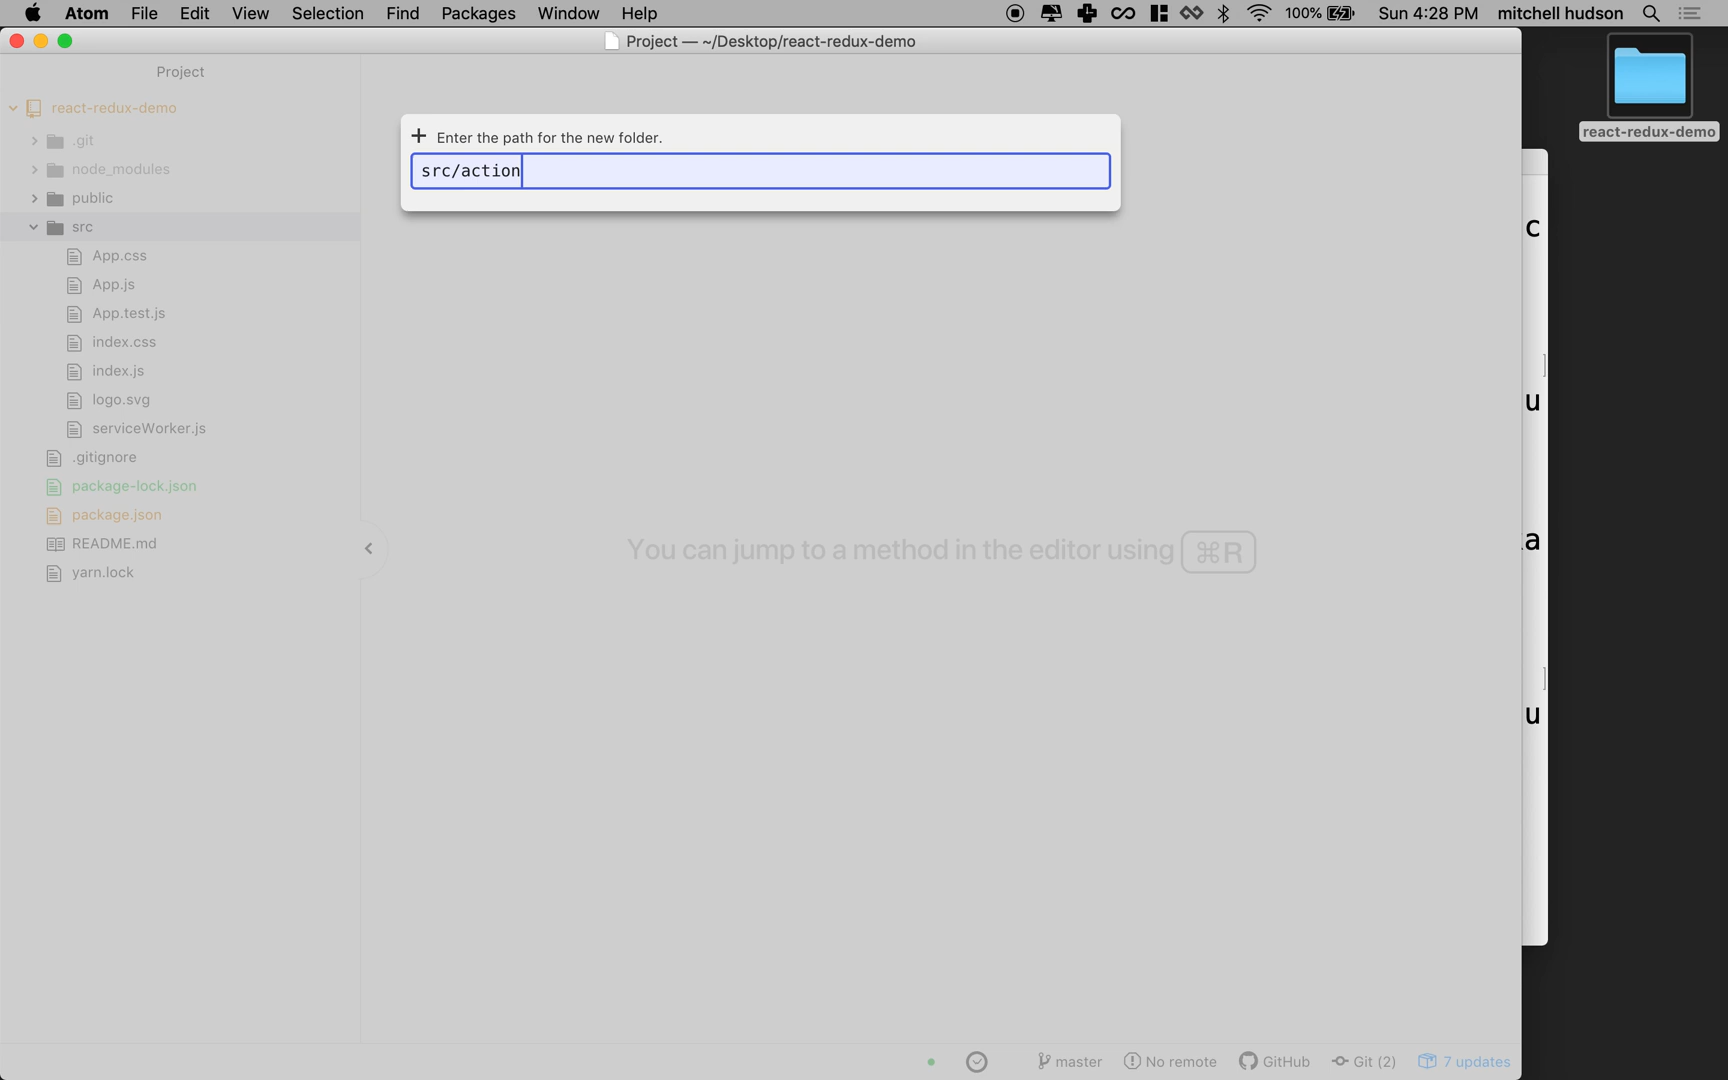 Atom File Edit View Selection Find Packages Window Help 100% Sun 4:28 PM mitchell hudson
Project — ~/Desktop/react-redux-demo
Project
react-redux-demo
.git
node_modules
public
src
App.css
App.js
App.test.js
index.css
index.js
logo.svg
serviceWorker.js
.gitignore
package-lock.json
package.json
README.md
yarn.lock
Enter the path for the new folder.
src/action
You can jump to a method in the editor using ⌘R
react-redux-demo
c
]
u
a
]
u
master No remote GitHub Git (2) 7 updates